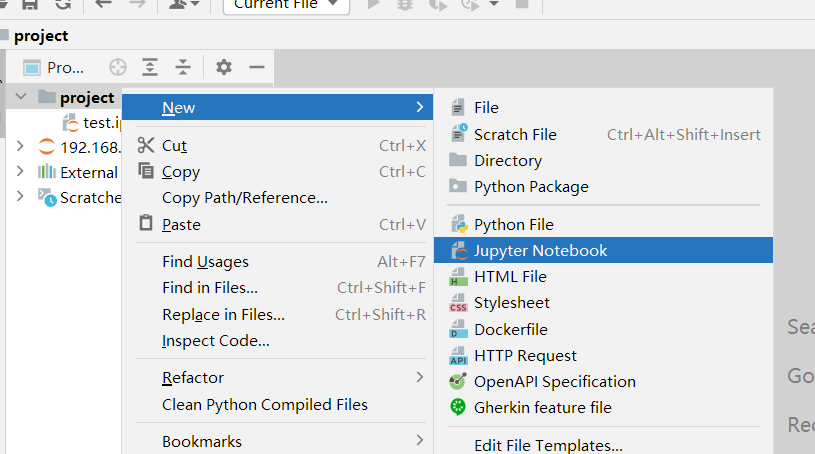 Current File
project
Pro...
project
test.ip
192.168.
External
Scratche
New
Cut Ctrl+X
Copy Ctrl+C
Copy Path/Reference...
Paste Ctrl+V
Find Usages Alt+F7
Find in Files... Ctrl+Shift+F
Replace in Files... Ctrl+Shift+R
Inspect Code...
Refactor
Clean Python Compiled Files
Bookmarks
File
Scratch File Ctrl+Alt+Shift+Insert
Directory
Python Package
Python File
Jupyter Notebook
H HTML File
CSS Stylesheet
D Dockerfile
API HTTP Request
OpenAPI Specification
Gherkin feature file
Edit File Templates...
Sea
Go
Rec